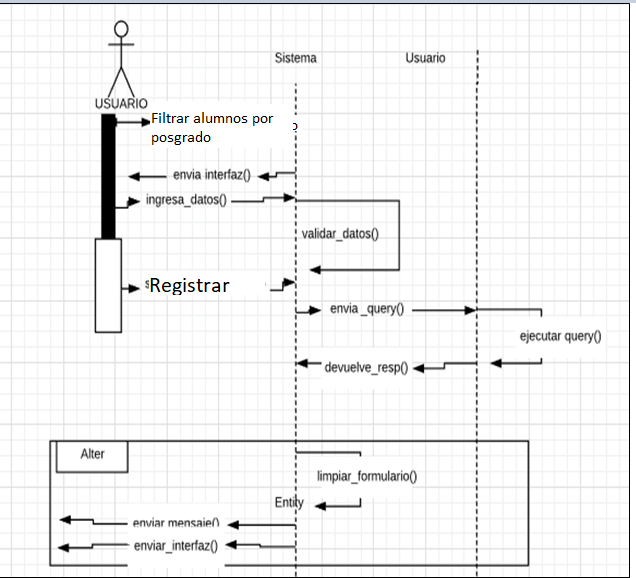 Sistema
Usuario
USUARIO
Filtrar alumnos por
posgrado
envia interfaz()
ingresa_datos()
validar_datos()
Registrar
envia _query()
ejecutar query()
devuelve_resp()
Alter
limpiar_formulario()
Entity
enviar mensaje()
enviar_interfaz()